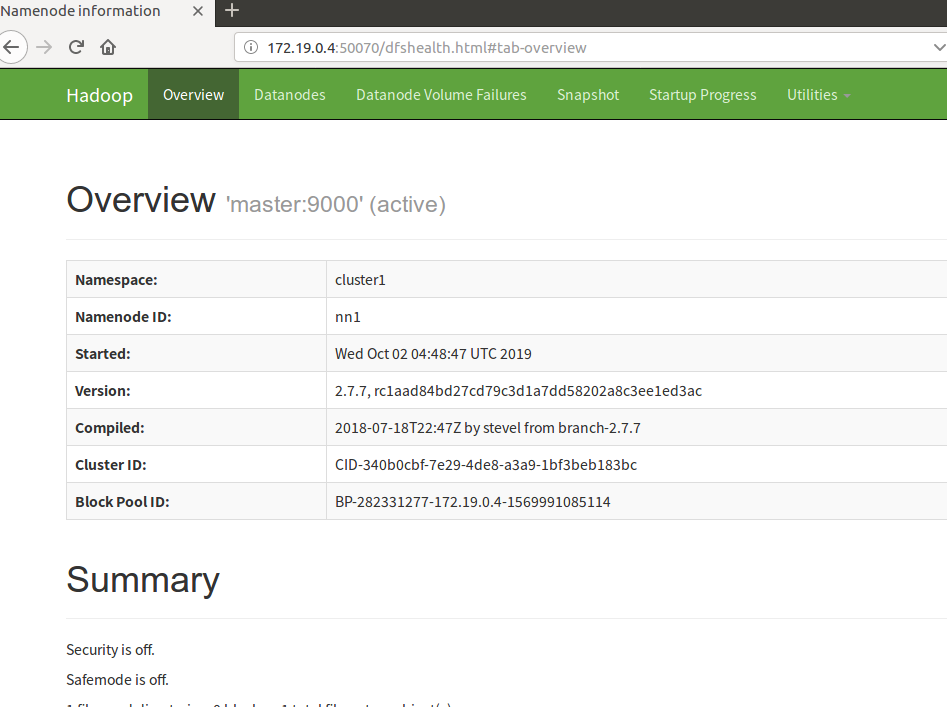 Namenode information
172.19.0.4:50070/dfshealth.html#tab-overview
Hadoop Overview Datanodes Datanode Volume Failures Snapshot Startup Progress Utilities
Overview 'master:9000' (active)
Namespace: cluster1
Namenode ID: nn1
Started: Wed Oct 02 04:48:47 UTC 2019
Version: 2.7.7, rc1aad84bd27cd79c3d1a7dd58202a8c3ee1ed3ac
Compiled: 2018-07-18T22:47Z by stevel from branch-2.7.7
Cluster ID: CID-340b0cbf-7e29-4de8-a3a9-1bf3beb183bc
Block Pool ID: BP-282331277-172.19.0.4-1569991085114
Summary
Security is off.
Safemode is off.